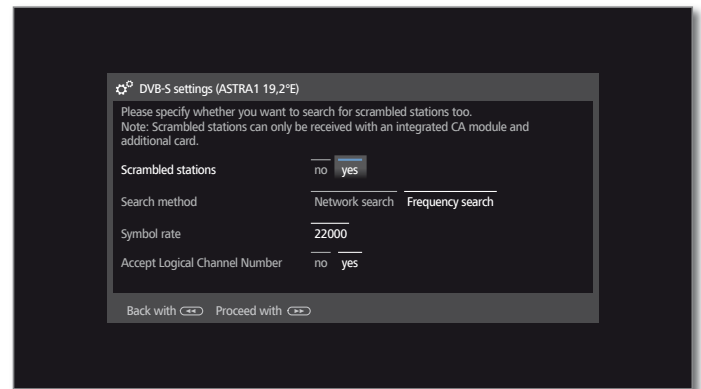 DVB-S settings (ASTRA1 19,2°E)
Please specify whether you want to search for scrambled stations too.
Note: Scrambled stations can only be received with an integrated CA module and
additional card.
Scrambled stations no yes
Search method Network search Frequency search
Symbol rate 22000
Accept Logical Channel Number no yes
Back with Proceed with